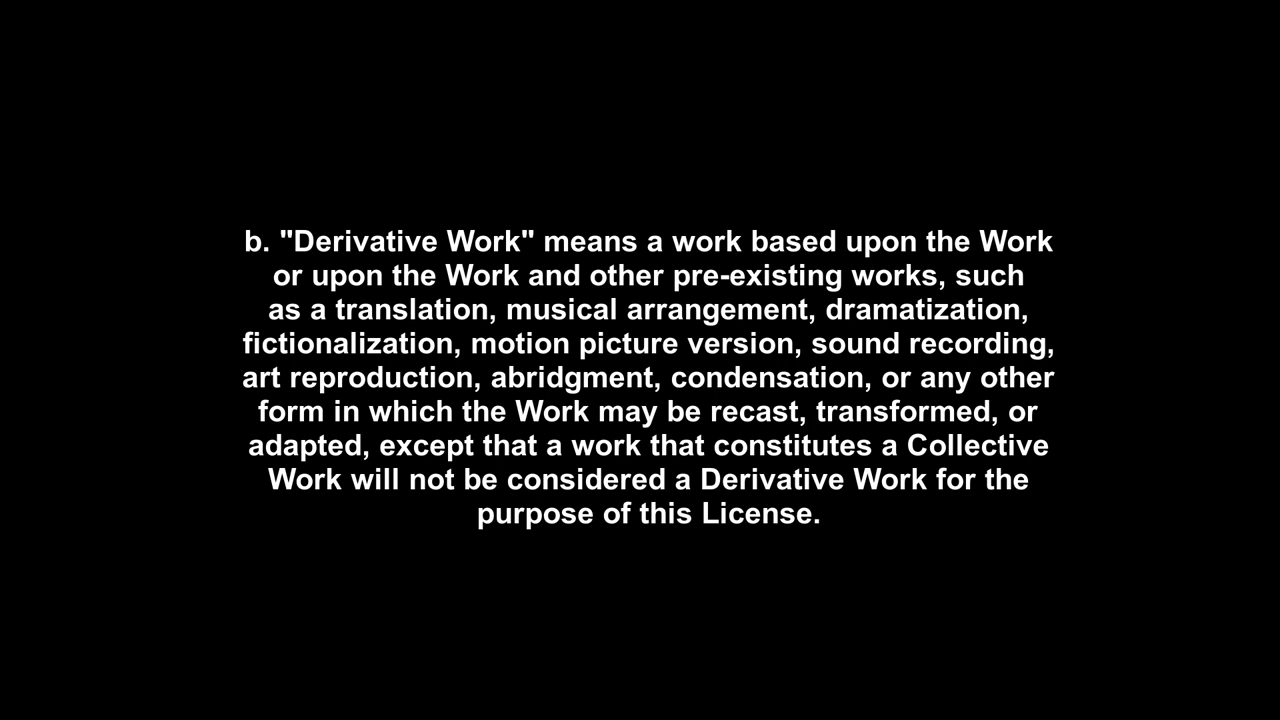 b. "Derivative Work" means a work based upon the Work
or upon the Work and other pre-existing works, such
as a translation, musical arrangement, dramatization,
fictionalization, motion picture version, sound recording,
art reproduction, abridgment, condensation, or any other
form in which the Work may be recast, transformed, or
adapted, except that a work that constitutes a Collective
Work will not be considered a Derivative Work for the
purpose of this License.